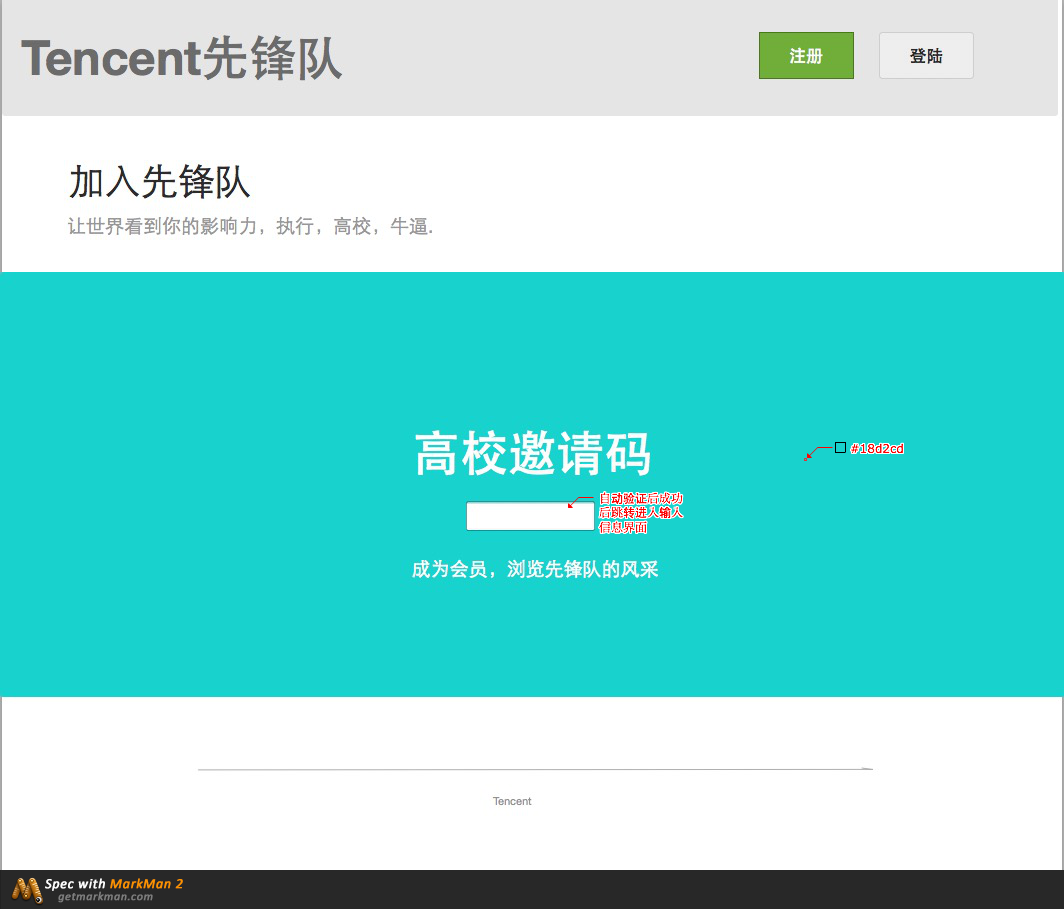 Tencent先锋队
注册
登陆
加入先锋队
让世界看到你的影响力，执行，高校，牛逼.
高校邀请码
#18d2cd
自动验证后成功
后跳转进入输入
信息界面
成为会员，浏览先锋队的风采
Tencent
Spec with MarkMan 2
getmarkman.com